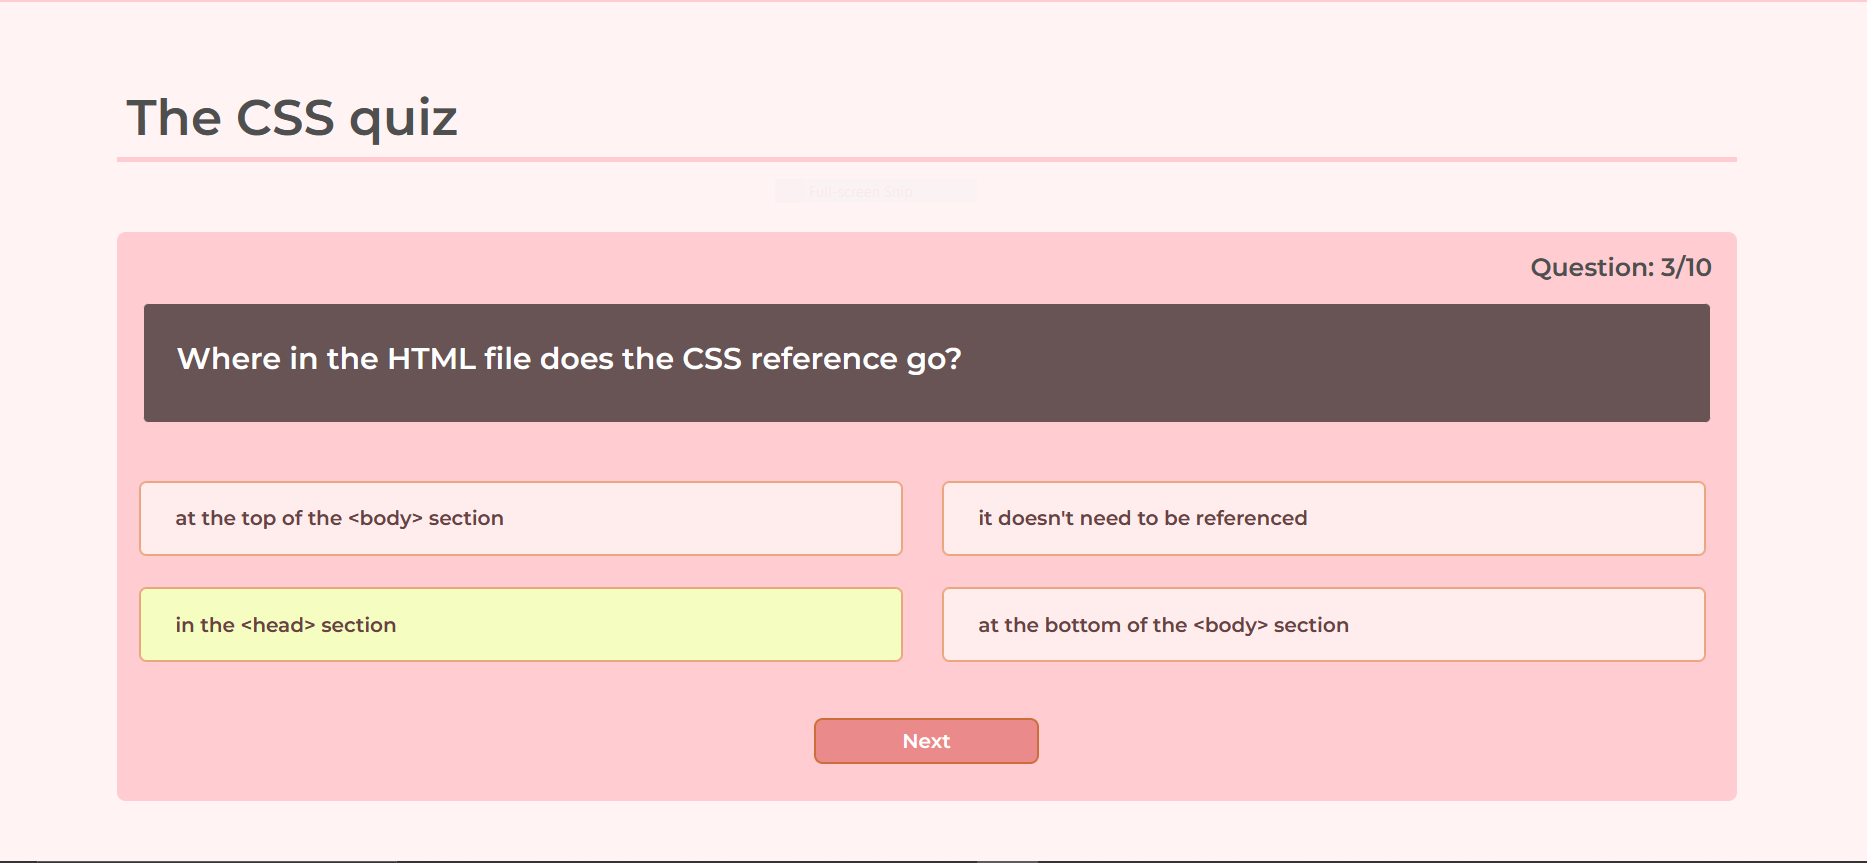 The CSS quiz
Full-screen Snip
Question: 3/10
Where in the HTML file does the CSS reference go?
at the top of the <body> section
it doesn't need to be referenced
in the <head> section
at the bottom of the <body> section
Next